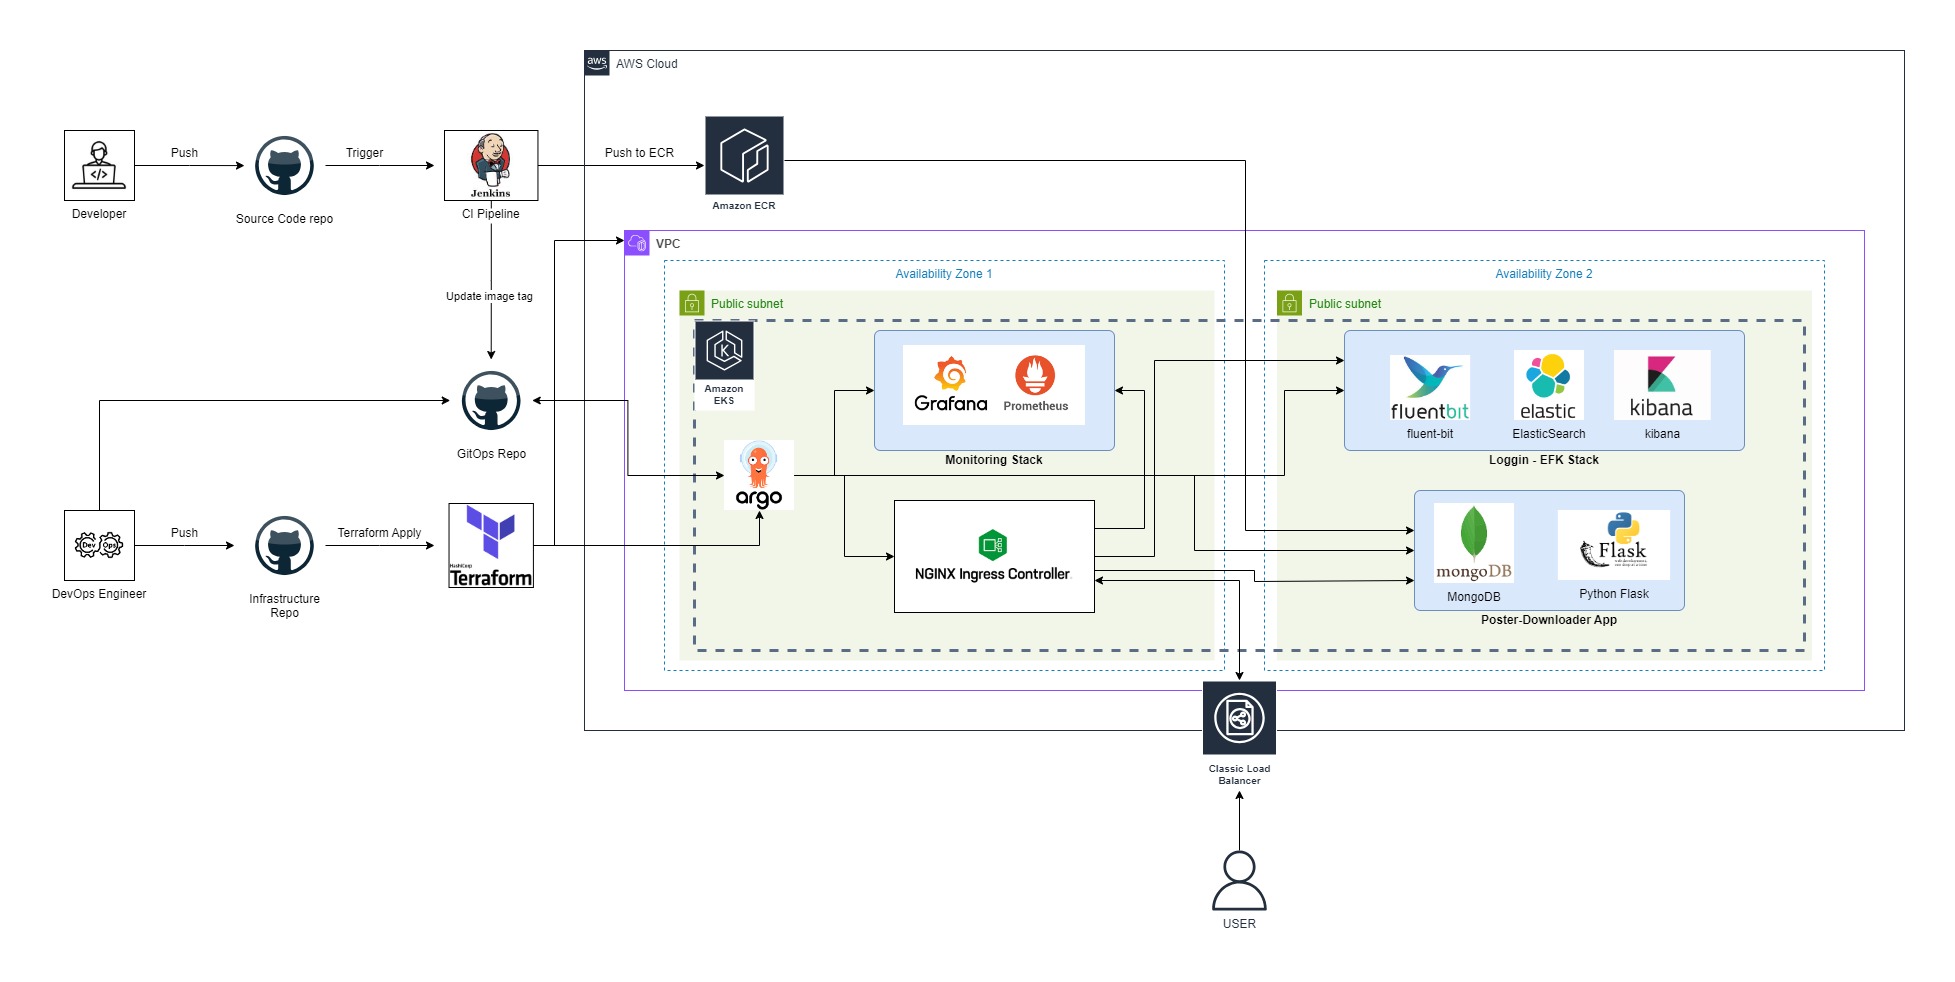 aws
AWS Cloud
Push
Trigger
Push to ECR
Jenkins
Developer
Source Code repo
CI Pipeline
Amazon ECR
VPC
Availability Zone 1
Availability Zone 2
Public subnet
Public subnet
Update image tag
K
Amazon
EKS
Grafana
Prometheus
Monitoring Stack
fluentbit
elastic
kibana
fluent-bit
ElasticSearch
kibana
Loggin - EFK Stack
GitOps Repo
argo
Push
Terraform Apply
Dev Ops
HashiCorp
Terraform
DevOps Engineer
Infrastructure
Repo
NGINX Ingress Controller
mongoDB
Flask
MongoDB
Python Flask
Poster-Downloader App
Classic Load
Balancer
USER